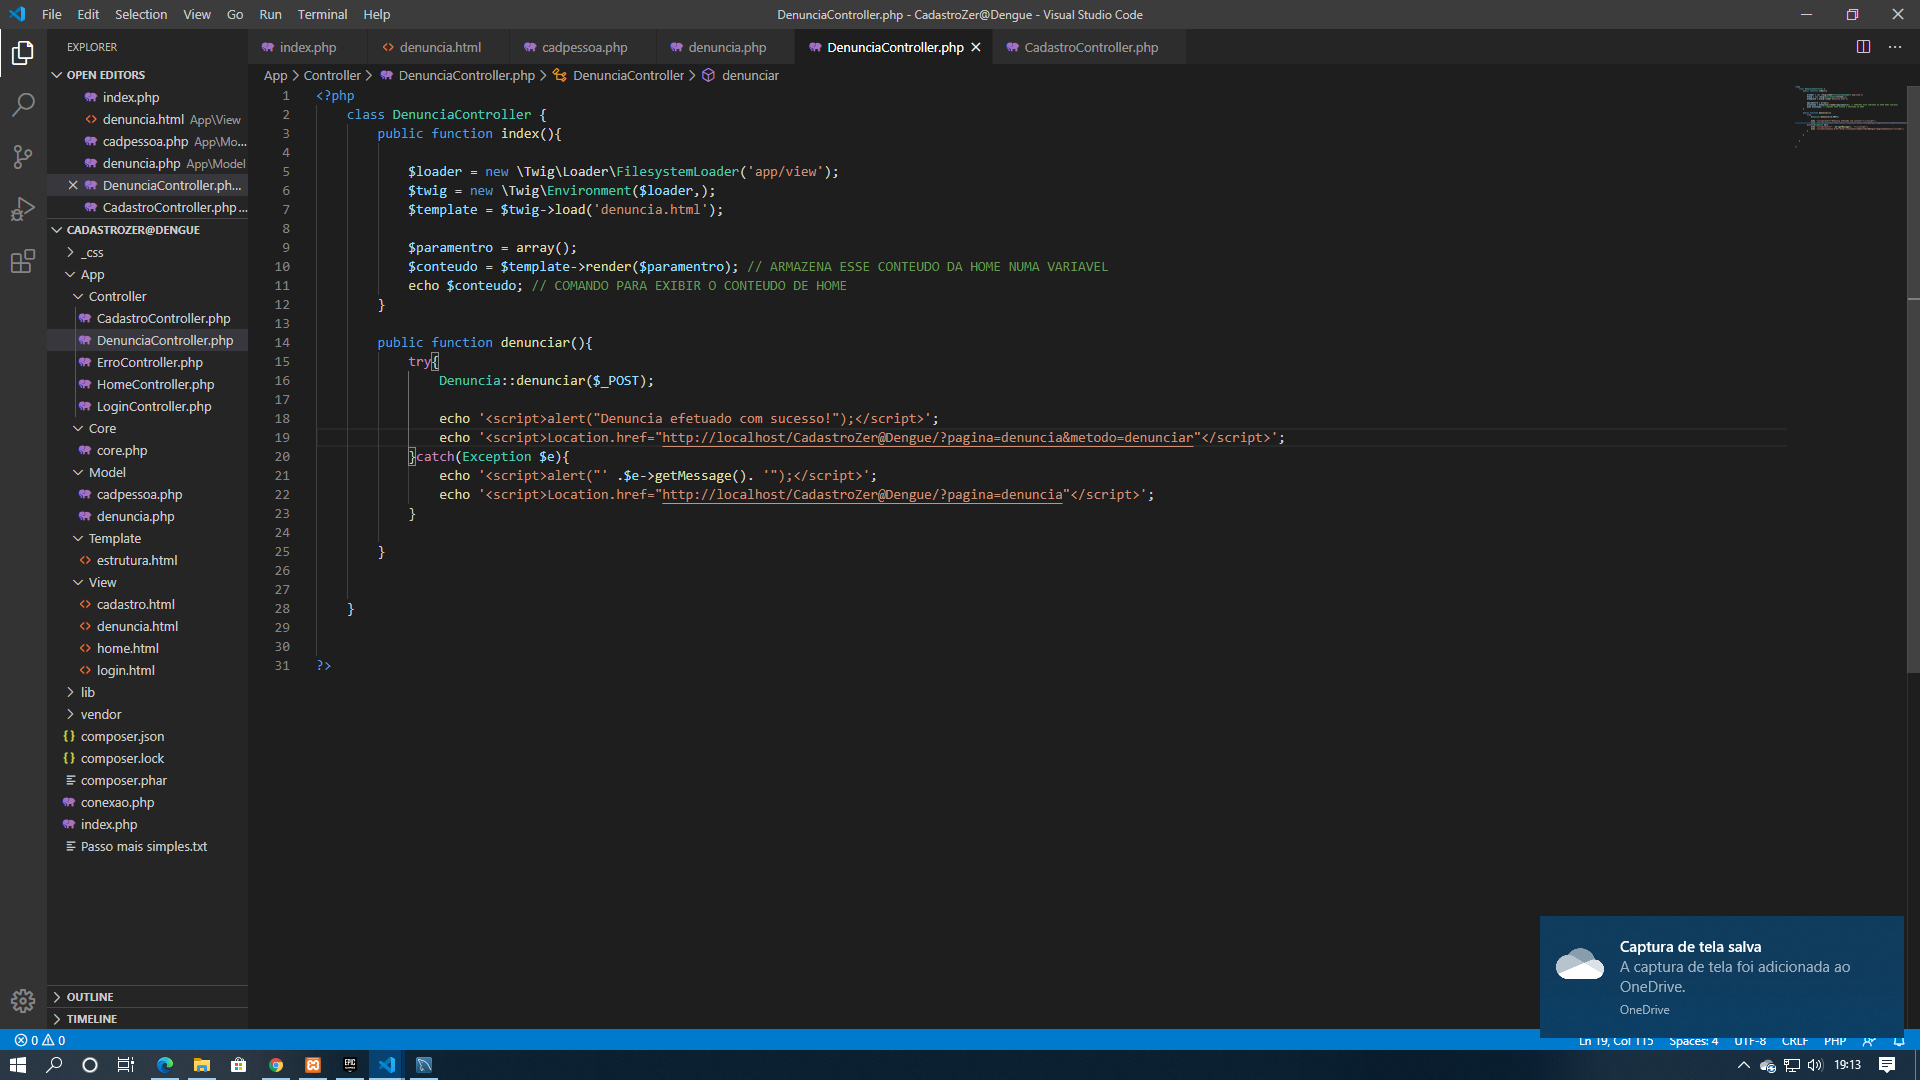 File Edit Selection View Go Run Terminal Help
DenunciaController.php - CadastroZer@Dengue - Visual Studio Code
EXPLORER
index.php
denuncia.html
cadpessoa.php
denuncia.php
DenunciaController.php
CadastroController.php
OPEN EDITORS
index.php
denuncia.html App\View
cadpessoa.php App\Mo...
denuncia.php App\Model
DenunciaController.ph...
CadastroController.php ...
CADASTROZER@DENGUE
_css
App
Controller
CadastroController.php
DenunciaController.php
ErroController.php
HomeController.php
LoginController.php
Core
core.php
Model
cadpessoa.php
denuncia.php
Template
estrutura.html
View
cadastro.html
denuncia.html
home.html
login.html
lib
vendor
composer.json
composer.lock
composer.phar
conexao.php
index.php
Passo mais simples.txt
OUTLINE
TIMELINE
App > Controller > DenunciaController.php > DenunciaController > denunciar
1 <?php
2 class DenunciaController {
3 public function index(){
4
5 $loader = new \Twig\Loader\FilesystemLoader('app/view');
6 $twig = new \Twig\Environment($loader,);
7 $template = $twig->load('denuncia.html');
8
9 $paramentro = array();
10 $conteudo = $template->render($paramentro); // ARMAZENA ESSE CONTEUDO DA HOME NUMA VARIAVEL
11 echo $conteudo; // COMANDO PARA EXIBIR O CONTEUDO DE HOME
12 }
13
14 public function denunciar(){
15 try{
16 Denuncia::denunciar($_POST);
17
18 echo '<script>alert("Denuncia efetuado com sucesso!");</script>';
19 echo '<script>Location.href="http://localhost/CadastroZer@Dengue/?pagina=denuncia&metodo=denunciar"</script>';
20 }catch(Exception $e){
21 echo '<script>alert("' .$e->getMessage(). '");</script>';
22 echo '<script>Location.href="http://localhost/CadastroZer@Dengue/?pagina=denuncia"</script>';
23 }
24
25 }
26
27
28 }
29
30
31 ?>
Captura de tela salva
A captura de tela foi adicionada ao
OneDrive.
OneDrive
0 0
Ln 19, Col 115 Spaces: 4 UTF-8 CRLF PHP
EPIC
19:13